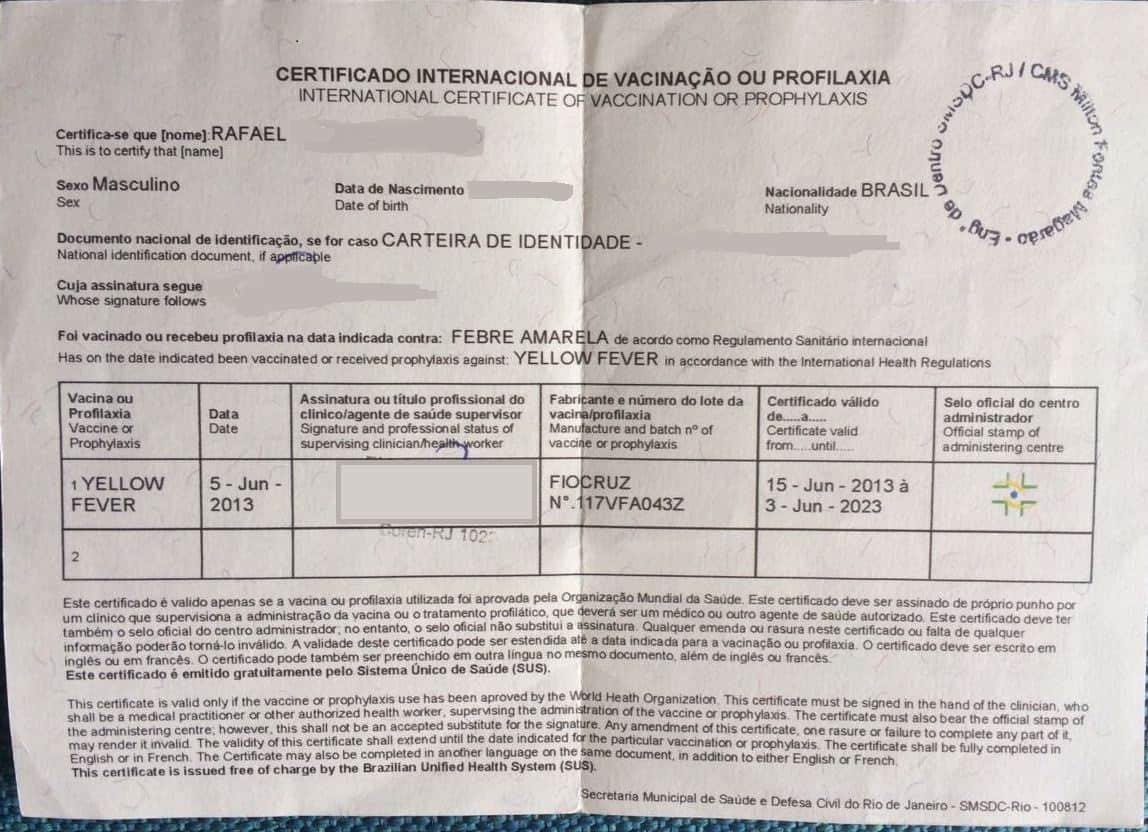 CERTIFICADO INTERNACIONAL DE VACINAÇÃO OU PROFILAXIA
INTERNATIONAL CERTIFICATE OF VACCINATION OR PROPHYLAXIS
SMSDC-RJ / CMS Milton Fontes Magarao - Eng° de Dentro
Certifica-se que [nome]: RAFAEL
This is to certify that [name]
Sexo Masculino
Sex
Data de Nascimento
Date of birth
Nacionalidade BRASIL
Nationality
Documento nacional de identificação, se for caso CARTEIRA DE IDENTIDADE -
National identification document, if applicable
Cuja assinatura segue
Whose signature follows
Foi vacinado ou recebeu profilaxia na data indicada contra: FEBRE AMARELA de acordo como Regulamento Sanitário internacional
Has on the date indicated been vaccinated or received prophylaxis against: YELLOW FEVER in accordance with the International Health Regulations
Vacina ou
Profilaxia
Vaccine or
Prophylaxis
Data
Date
Assinatura ou título profissional do
clinico/agente de saúde supervisor
Signature and professional status of
supervising clinician/health worker
Fabricante e número do lote da
vacina/profilaxia
Manufacture and batch nº of
vaccine or prophylaxis
Certificado válido
de.....a.....
Certificate valid
from.....until.....
Selo oficial do centro
administrador
Official stamp of
administering centre
1 YELLOW
FEVER
5 - Jun -
2013
Coren-RJ 102
FIOCRUZ
N°.117VFA043Z
15 - Jun - 2013 à
3 - Jun - 2023
2
Este certificado é valido apenas se a vacina ou profilaxia utilizada foi aprovada pela Organização Mundial da Saúde. Este certificado deve ser assinado de próprio punho por
um clínico que supervisiona a administração da vacina ou o tratamento profilático, que deverá ser um médico ou outro agente de saúde autorizado. Este certificado deve ter
também o selo oficial do centro administrador; no entanto, o selo oficial não substitui a assinatura. Qualquer emenda ou rasura neste certificado ou falta de qualquer
informação poderão torná-lo inválido. A validade deste certificado pode ser estendida até a data indicada para a vacinação ou profilaxia. O certificado deve ser escrito em
inglês ou em francês. O certificado pode também ser preenchido em outra língua no mesmo documento, além de inglês ou francês.
Este certificado é emitido gratuitamente pelo Sistema Único de Saúde (SUS).
This certificate is valid only if the vaccine or prophylaxis use has been aproved by the World Heath Organization. This certificate must be signed in the hand of the clinician, who
shall be a medical practitioner or other authorized health worker, supervising the administration of the vaccine or prophylaxis. The certificate must also bear the official stamp of
the administering centre; however, this shall not be an accepted substitute for the signature. Any amendment of this certificate, one rasure or failure to complete any part of it,
may render it invalid. The validity of this certificate shall extend until the date indicated for the particular vaccination or prophylaxis. The certificate shall be fully completed in
English or in French. The Certificate may also be completed in another language on the same document, in addition to either English or French.
This certificate is issued free of charge by the Brazilian Unified Health System (SUS).
Secretaria Municipal de Saúde e Defesa Civil do Rio de Janeiro - SMSDC-Rio - 100812